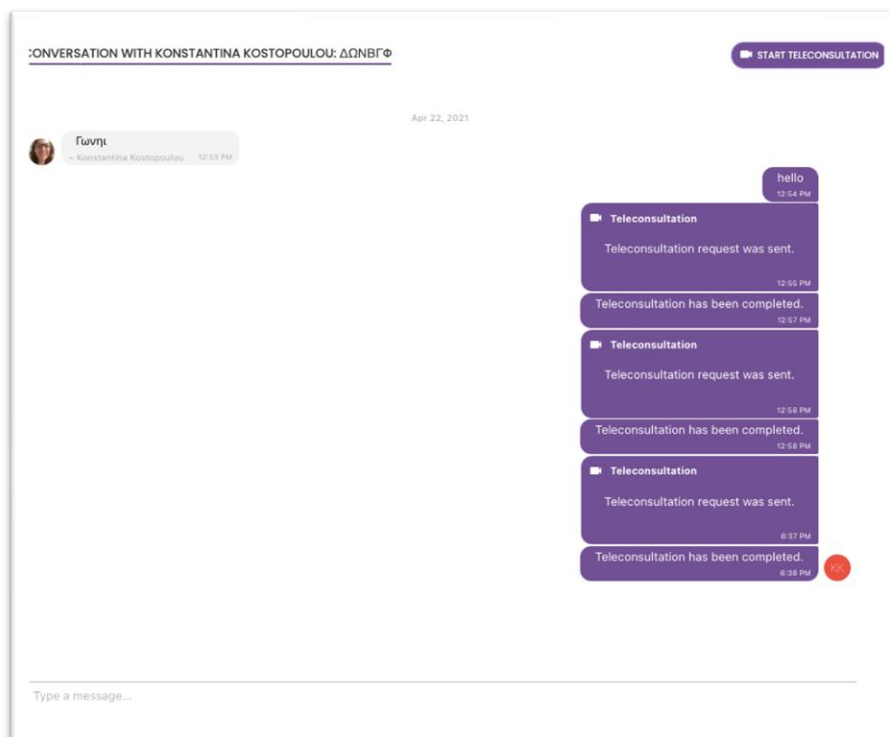 :ONVERSATION WITH KONSTANTINA KOSTOPOULOU: ΔΩΝΒΓΦ
START TELECONSULTATION
Apr 22, 2021
Γωνηι
– Konstantina Kostopoulou 12:53 PM
hello
12:54 PM
Teleconsultation
Teleconsultation request was sent.
12:55 PM
Teleconsultation has been completed.
12:57 PM
Teleconsultation
Teleconsultation request was sent.
12:58 PM
Teleconsultation has been completed.
12:58 PM
Teleconsultation
Teleconsultation request was sent.
6:37 PM
Teleconsultation has been completed.
6:38 PM
KK
Type a message...